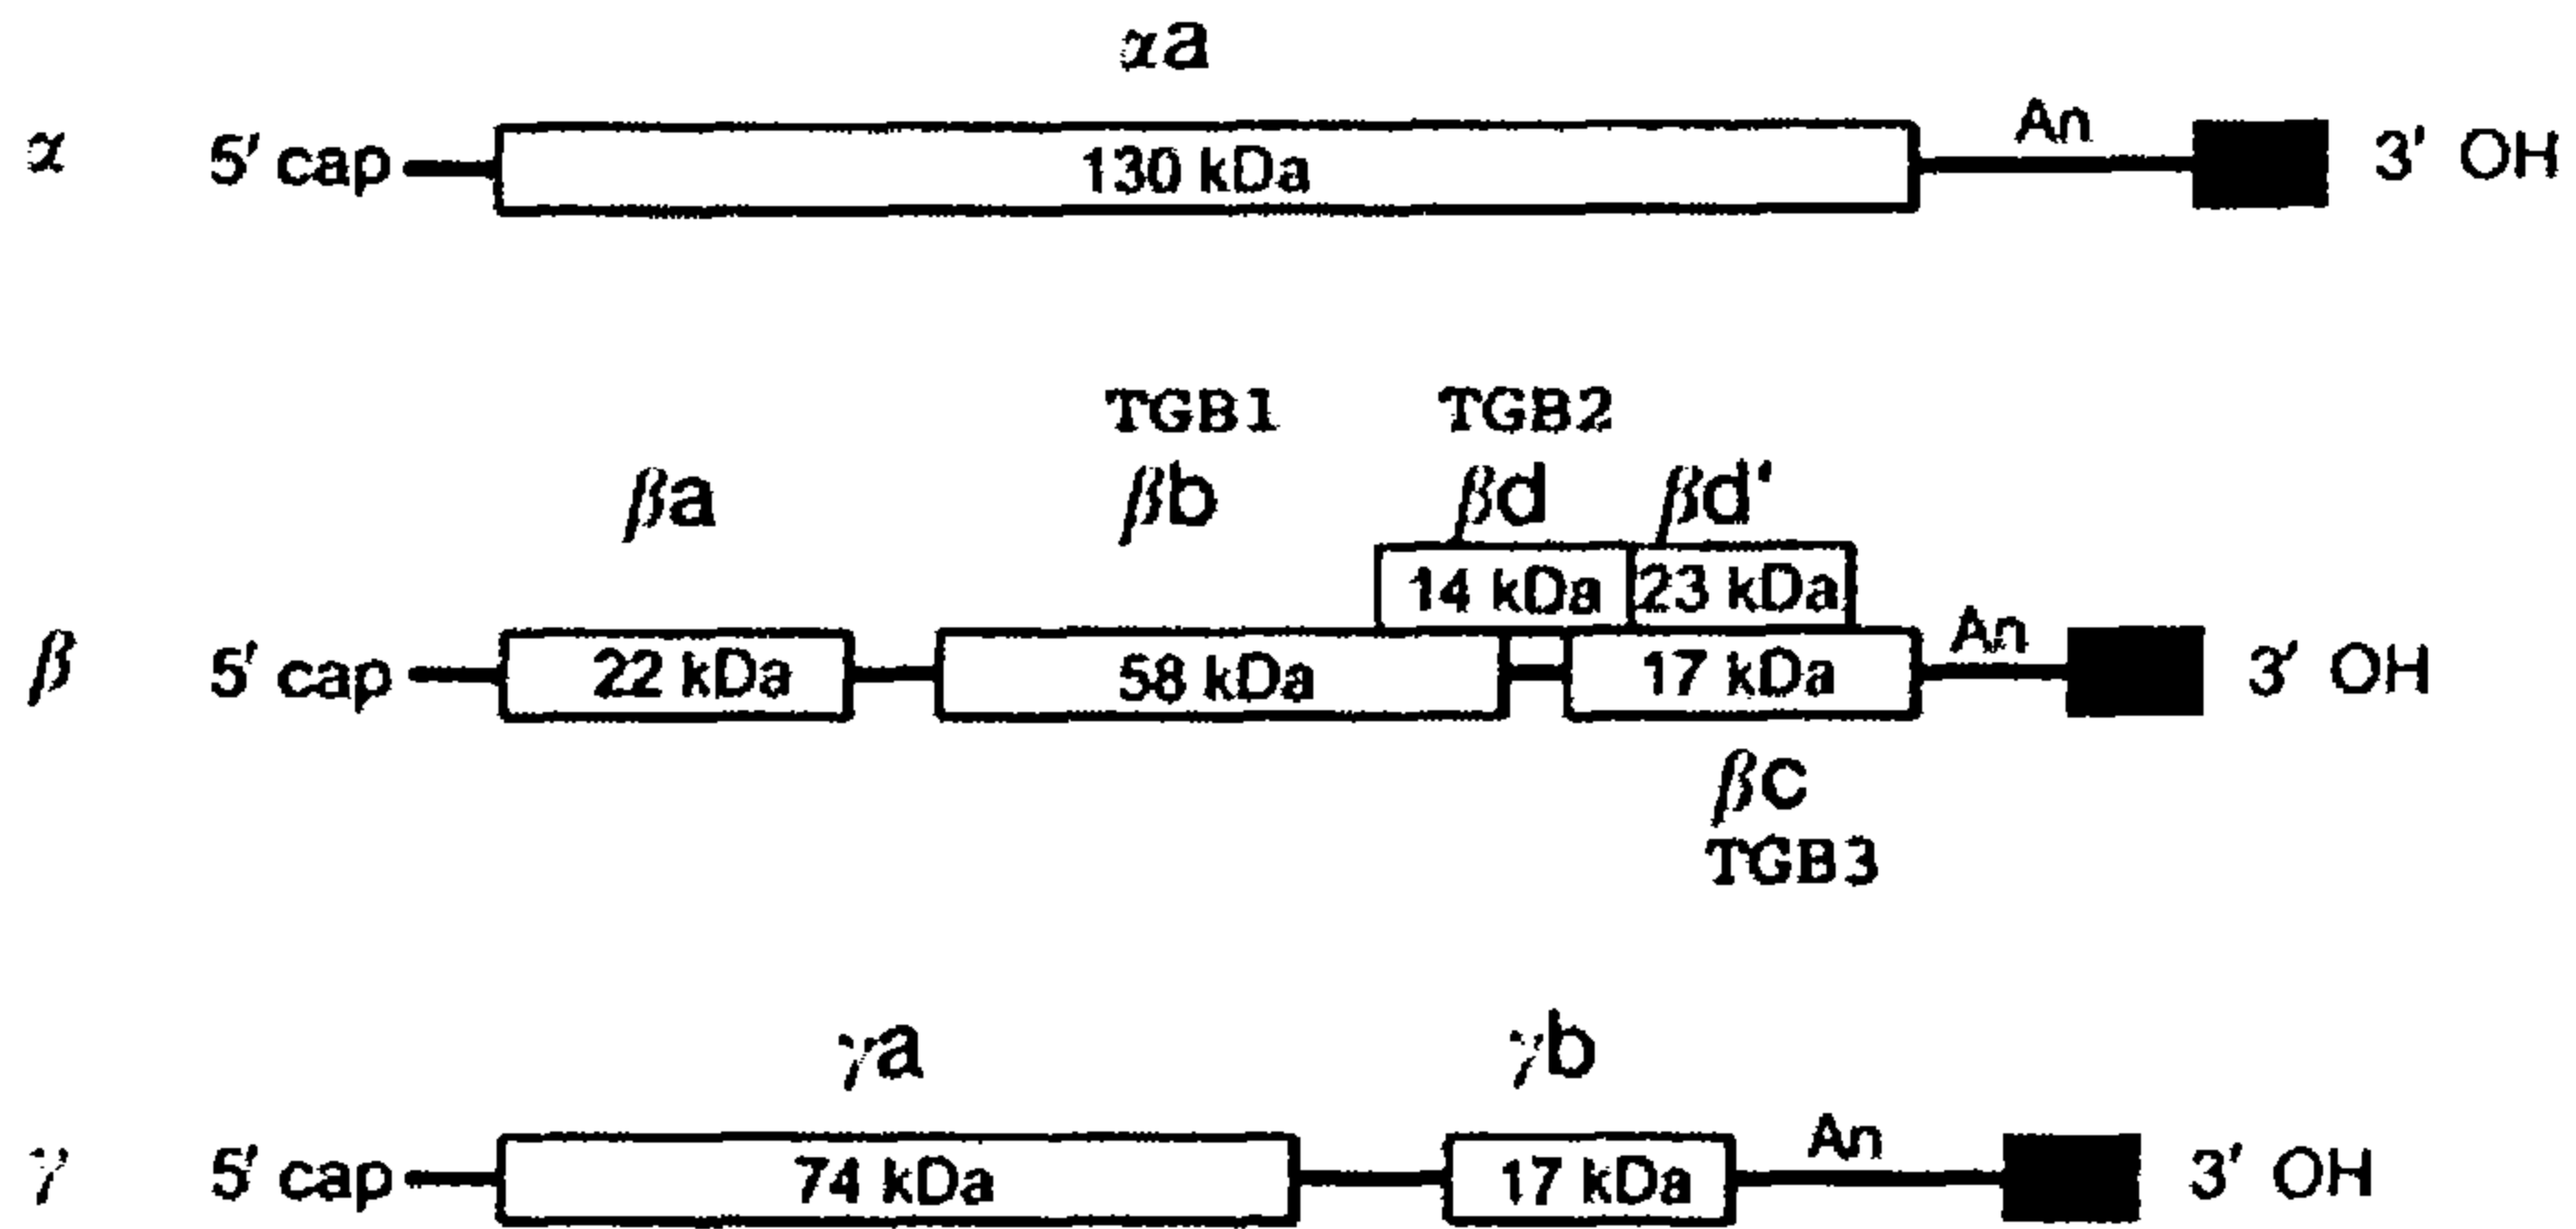 αa
α 5′ cap 130 kDa An 3′ OH
TGB1 TGB2
βa βb βd βd'
14 kDa 23 kDa
β 5′ cap 22 kDa 58 kDa 17 kDa An 3′ OH
βc
TGB3
γa γb
γ 5′ cap 74 kDa 17 kDa An 3′ OH